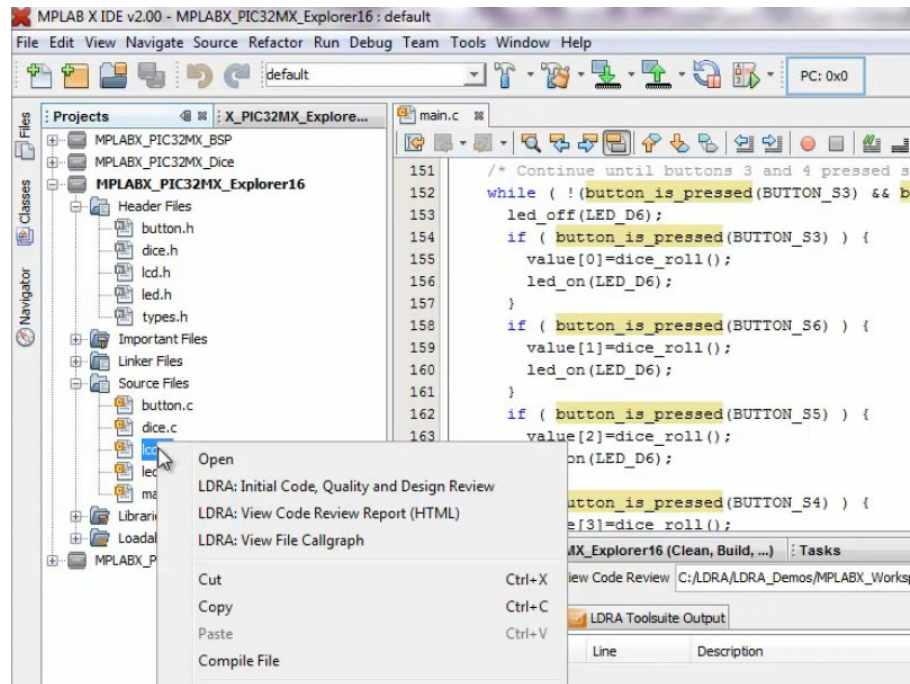 MPLAB X IDE v2.00 - MPLABX_PIC32MX_Explorer16 : default
File Edit View Navigate Source Refactor Run Debug Team Tools Window Help
default
PC: 0x0
Files
Classes
Navigator
Projects
X_PIC32MX_Explore...
MPLABX_PIC32MX_BSP
MPLABX_PIC32MX_Dice
MPLABX_PIC32MX_Explorer16
Header Files
button.h
dice.h
lcd.h
led.h
types.h
Important Files
Linker Files
Source Files
button.c
dice.c
lcd
led
ma
Librari
Loadal
MPLABX_P
main.c
151 /* Continue until buttons 3 and 4 pressed s
152 while ( !(button_is_pressed(BUTTON_S3) && b
153 led_off(LED_D6);
154 if ( button_is_pressed(BUTTON_S3) ) {
155 value[0]=dice_roll();
156 led_on(LED_D6);
157 }
158 if ( button_is_pressed(BUTTON_S6) ) {
159 value[1]=dice_roll();
160 led_on(LED_D6);
161 }
162 if ( button_is_pressed(BUTTON_S5) ) {
163 value[2]=dice_roll();
on(LED_D6);
utton_is_pressed(BUTTON_S4) ) {
e[3]=dice_roll();
Open
LDRA: Initial Code, Quality and Design Review
LDRA: View Code Review Report (HTML)
LDRA: View File Callgraph
Cut Ctrl+X
Copy Ctrl+C
Paste Ctrl+V
Compile File
MX_Explorer16 (Clean, Build, ...)
Tasks
iew Code Review C:/LDRA/LDRA_Demos/MPLABX_Worksp
LDRA Toolsuite Output
Line Description